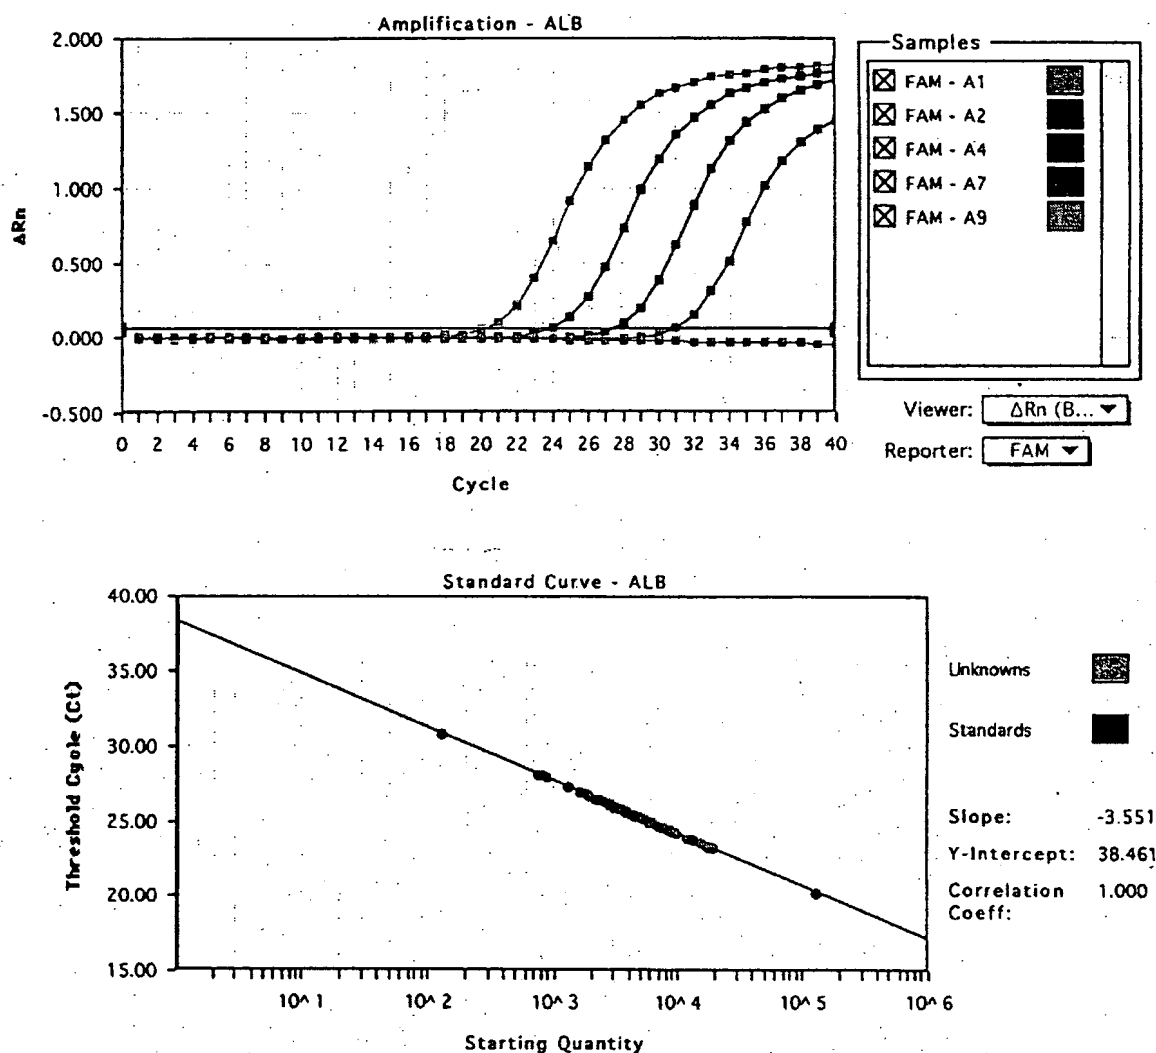 Amplification - ALB
2.000
1.500
1.000
0.500
0.000
-0.500
ΔRn
0 2 4 6 8 10 12 13 14 16 18 20 22 24 26 28 30 32 34 36 38 40
Cycle
Samples
FAM - A1
FAM - A2
FAM - A4
FAM - A7
FAM - A9
Viewer: ΔRn (B...
Reporter: FAM
Standard Curve - ALB
40.00
35.00
30.00
25.00
20.00
15.00
Threshold Cycle (Ct)
10^1 10^2 10^3 10^4 10^5 10^6
Starting Quantity
Unknowns
Standards
Slope: -3.551
Y-Intercept: 38.461
Correlation 1.000
Coeff: